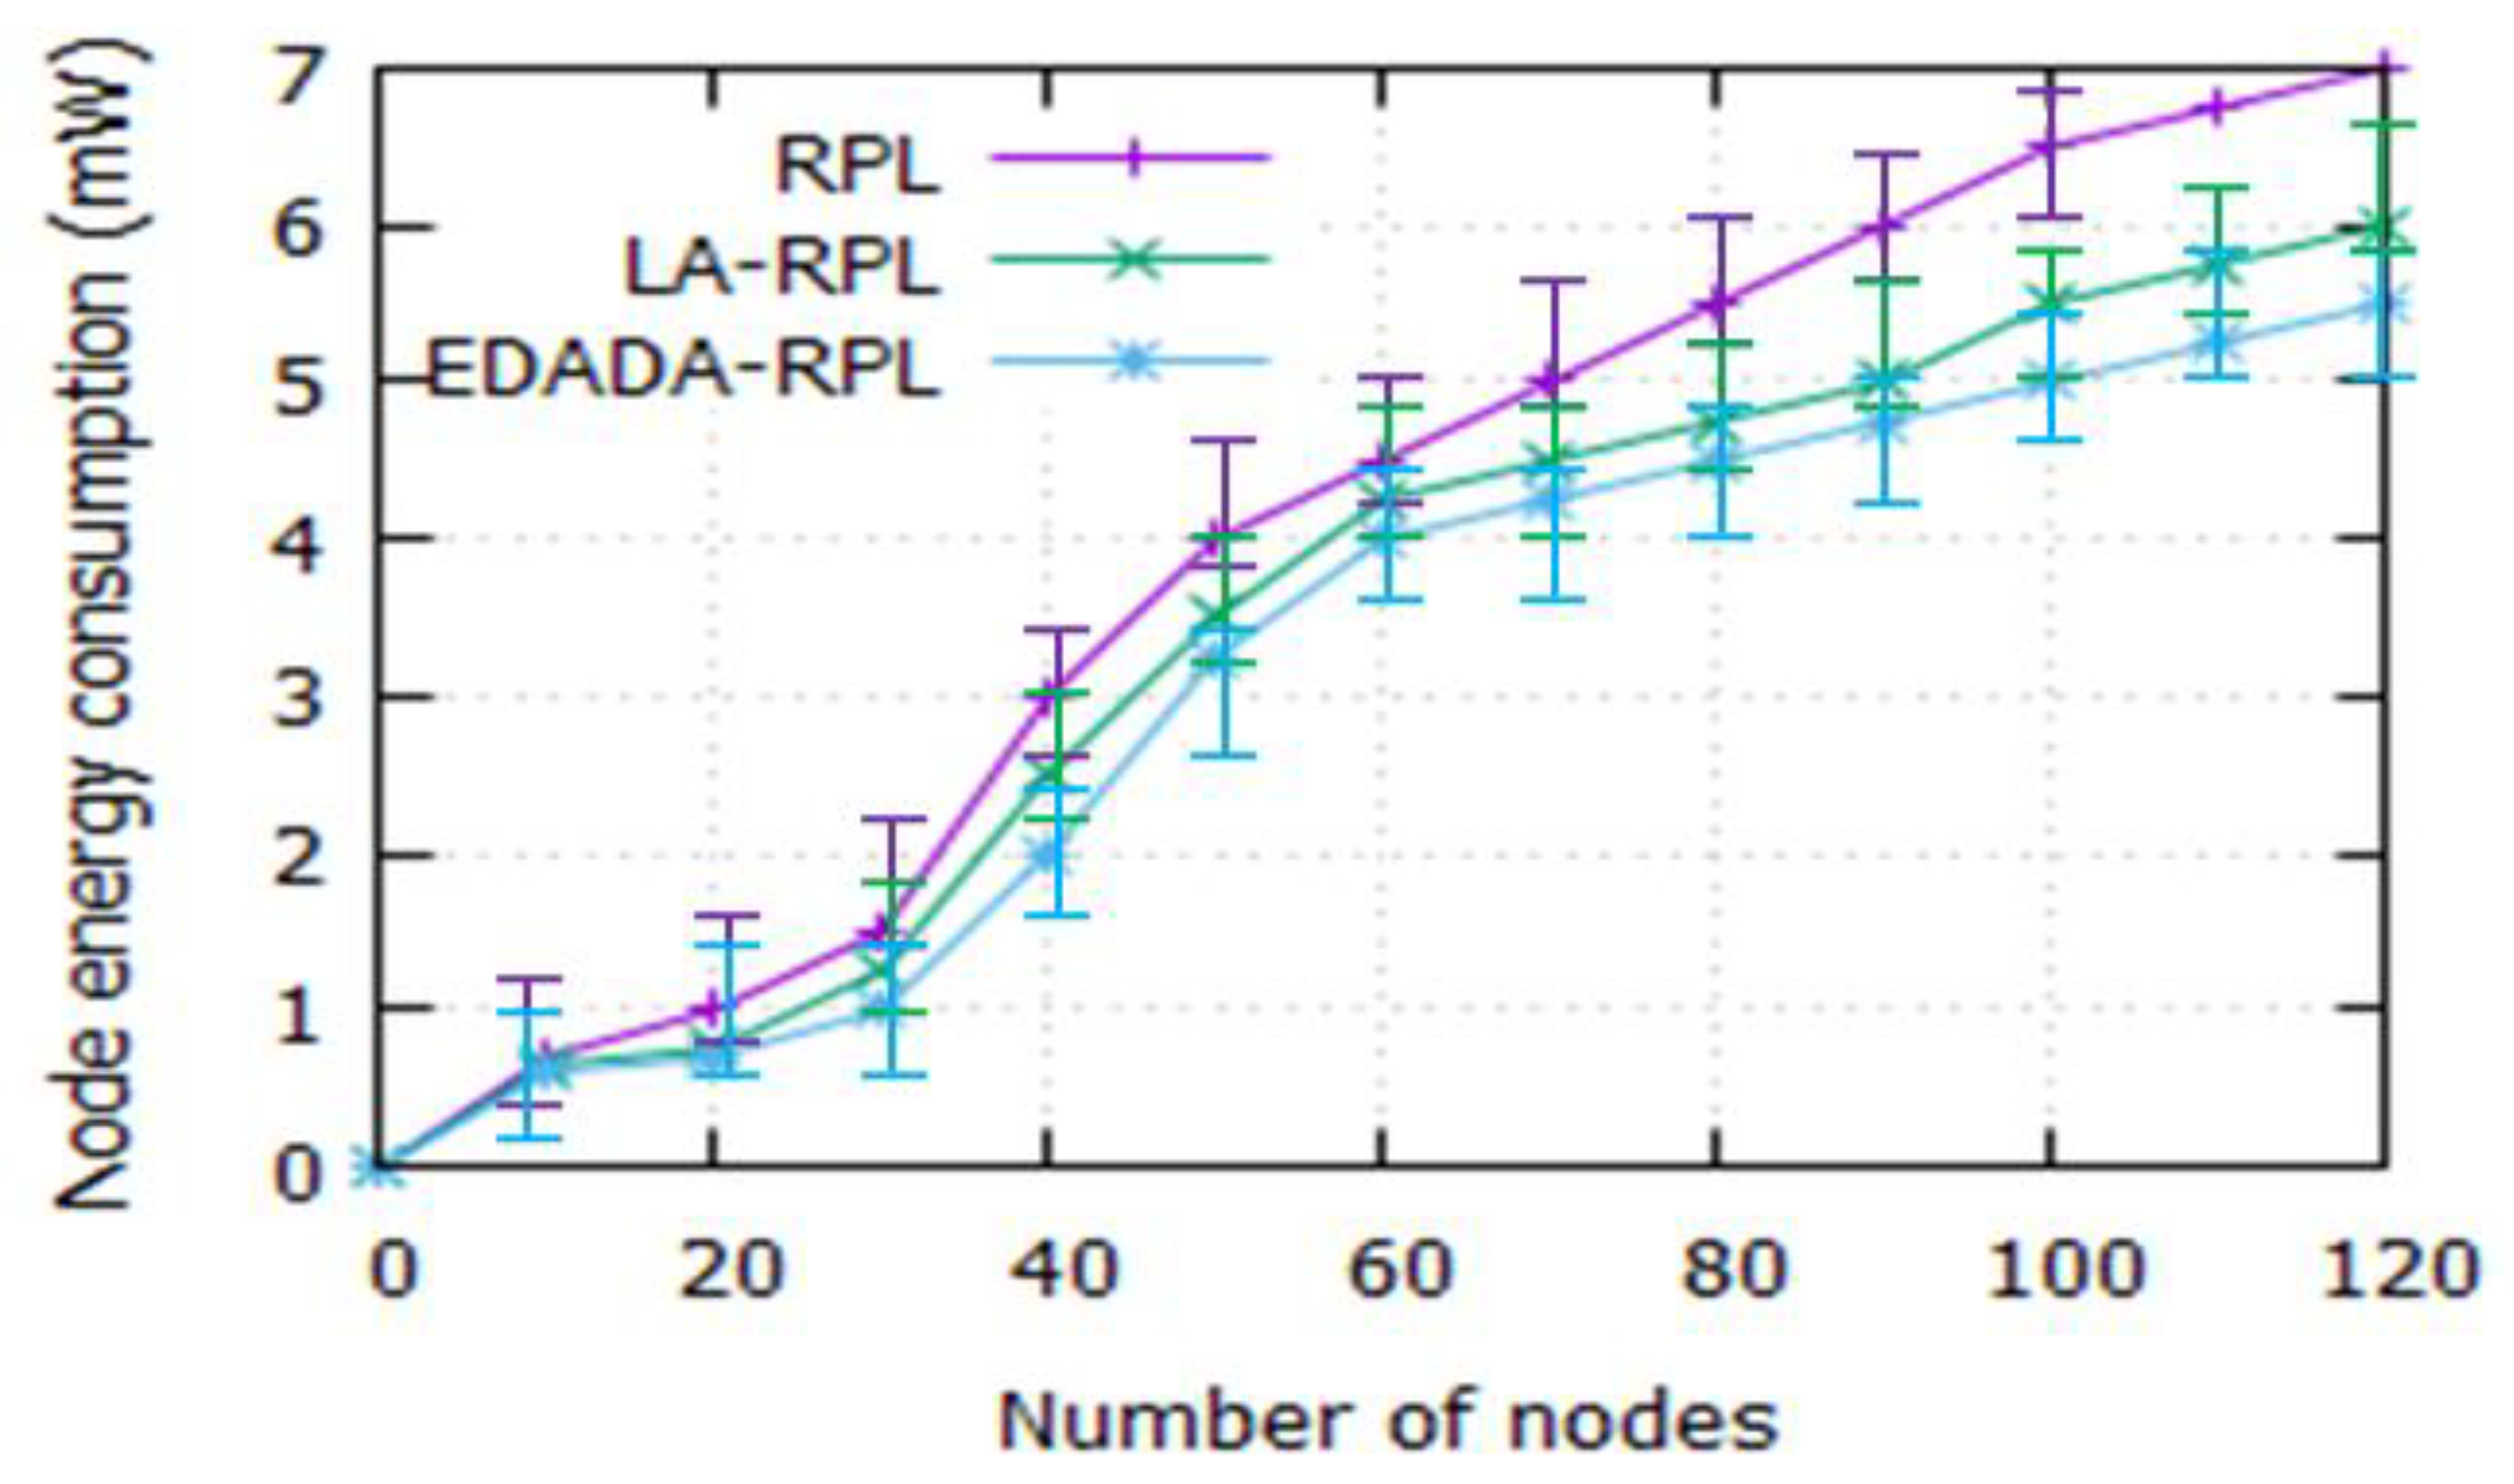 Node energy consumption (mW)
7
6
5
4
3
2
1
0
RPL
LA-RPL
EDADA-RPL
0 20 40 60 80 100 120
Number of nodes